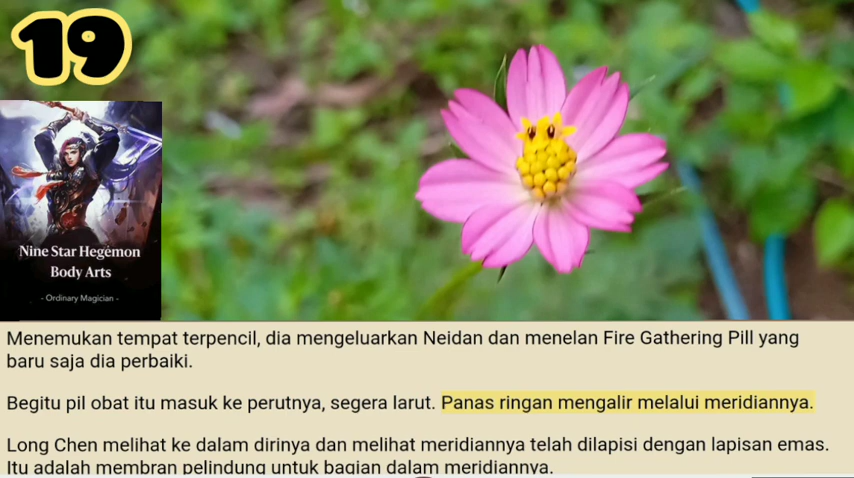 19
Nine Star Hegemon
Body Arts
- Ordinary Magician -
Menemukan tempat terpencil, dia mengeluarkan Neidan dan menelan Fire Gathering Pill yang
baru saja dia perbaiki.
Begitu pil obat itu masuk ke perutnya, segera larut. Panas ringan mengalir melalui meridiannya.
Long Chen melihat ke dalam dirinya dan melihat meridiannya telah dilapisi dengan lapisan emas.
Itu adalah membran pelindung untuk bagian dalam meridiannya.